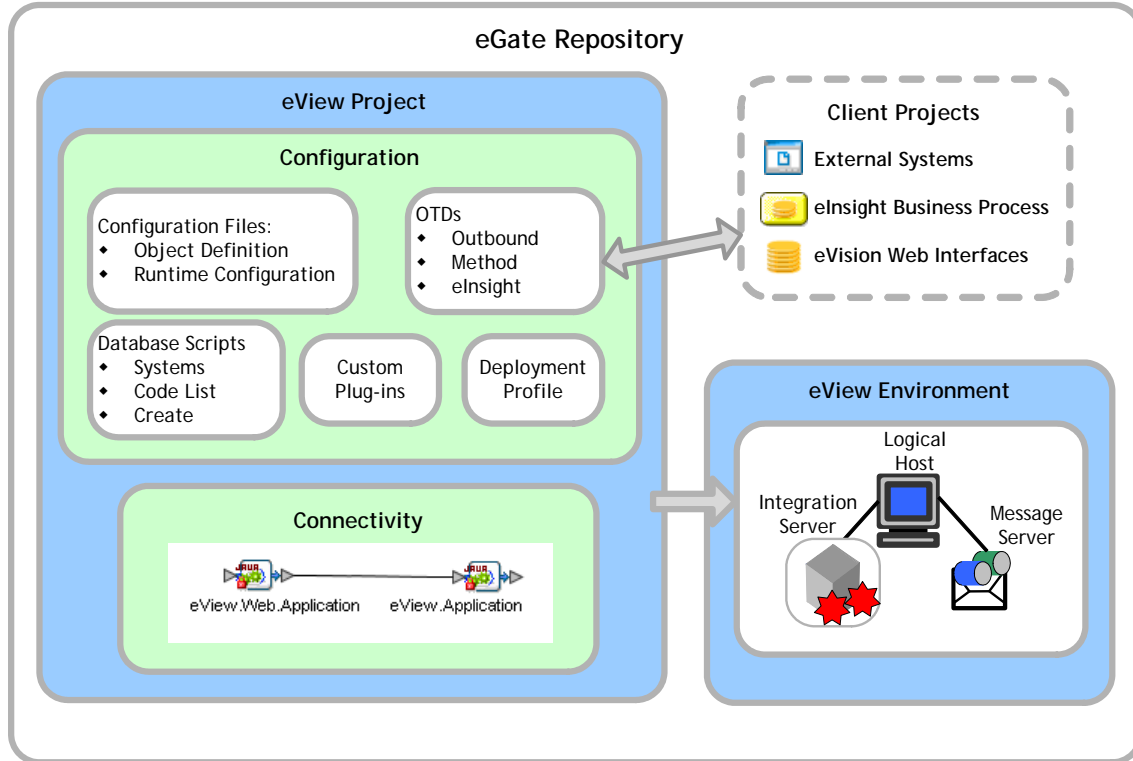 eGate Repository
eView Project
Configuration
Configuration Files:
◆ Object Definition
◆ Runtime Configuration
OTDs
◆ Outbound
◆ Method
◆ eInsight
Database Scripts
◆ Systems
◆ Code List
◆ Create
Custom
Plug-ins
Deployment
Profile
Connectivity
JAVA
JAVA
eView.Web.Application
eView.Application
Client Projects
External Systems
eInsight Business Process
eVision Web Interfaces
eView Environment
Logical
Host
Integration
Server
Message
Server